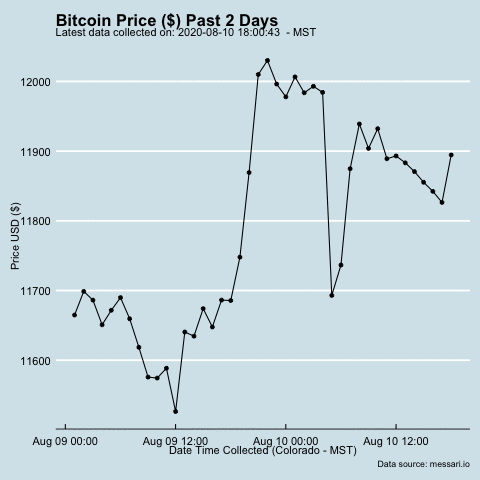 Bitcoin Price ($) Past 2 Days
Latest data collected on: 2020-08-10 18:00:43 - MST
12000
11900
11800
11700
11600
Price USD ($)
Aug 09 00:00 Aug 09 12:00 Aug 10 00:00 Aug 10 12:00
Date Time Collected (Colorado - MST)
Data source: messari.io